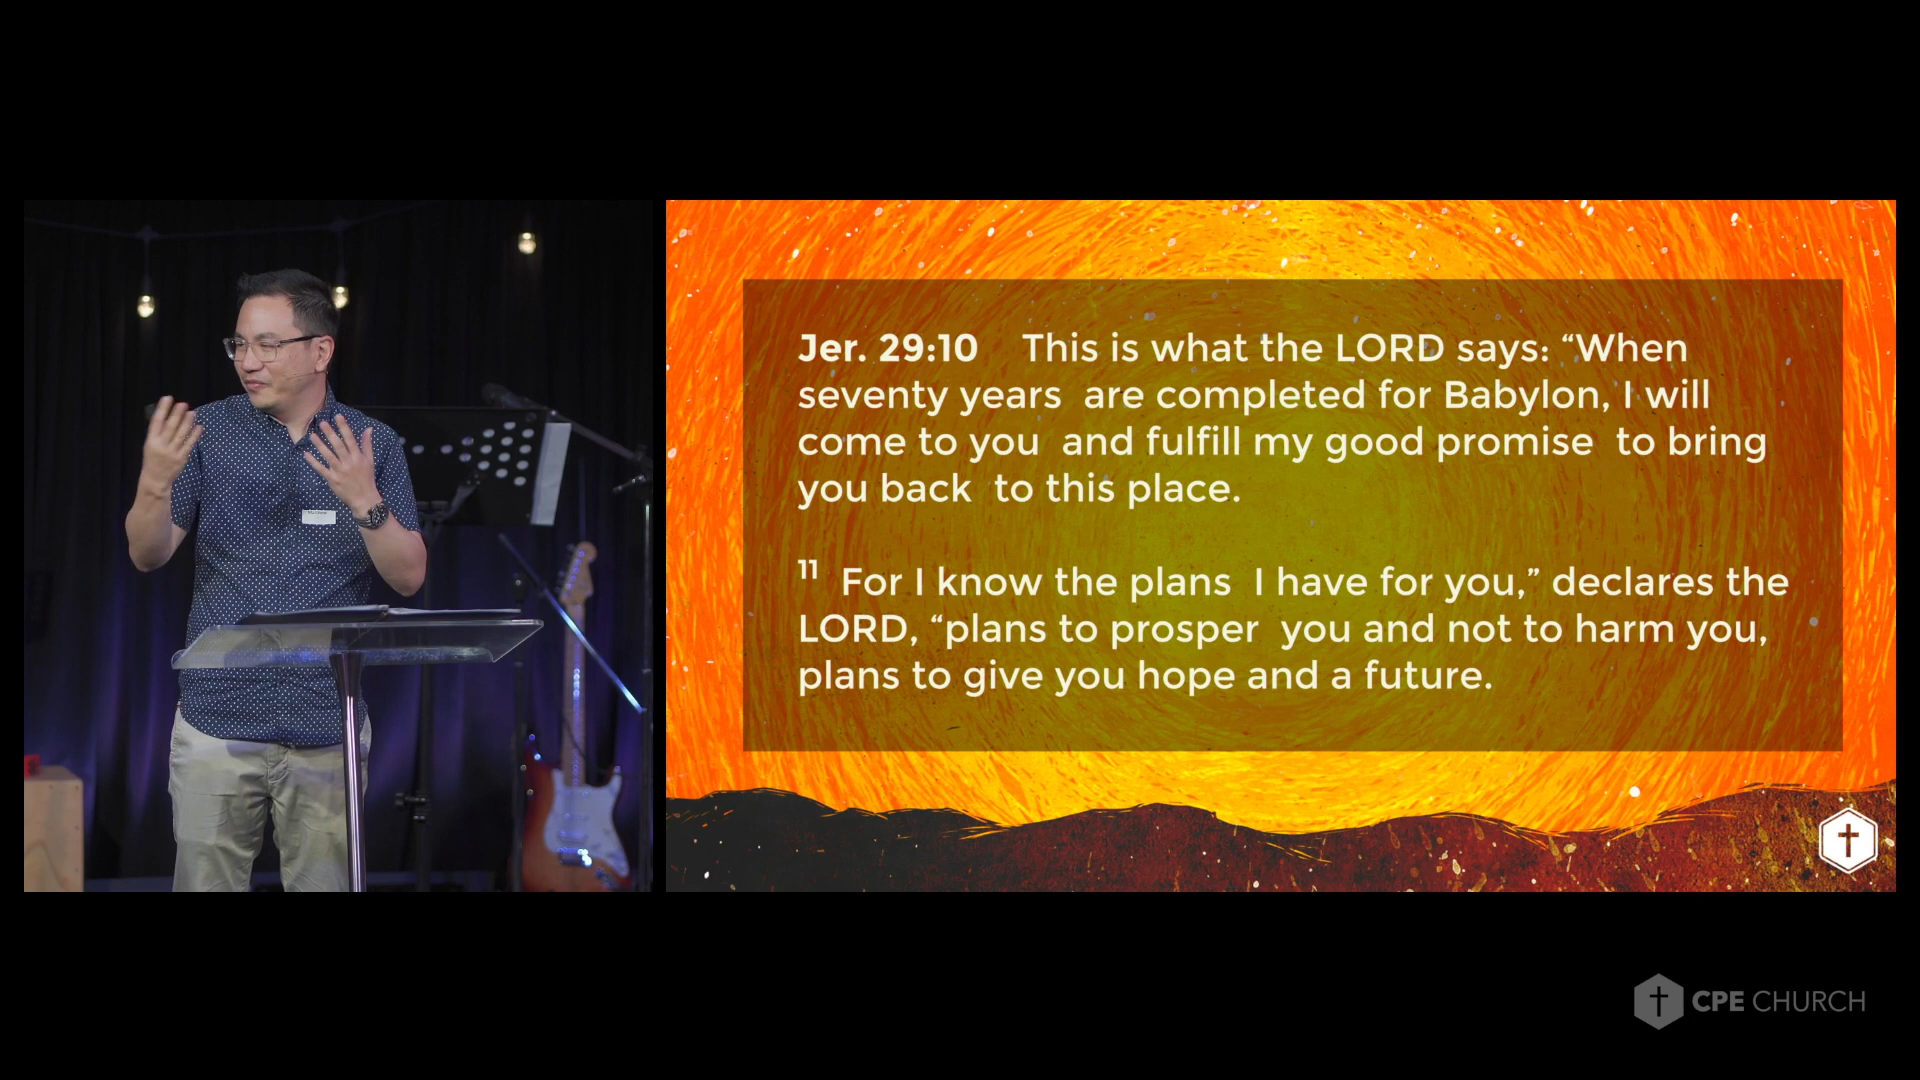 Jer. 29:10 This is what the LORD says: “When
seventy years are completed for Babylon, I will
come to you and fulfill my good promise to bring
you back to this place.
11 For I know the plans I have for you,” declares the
LORD, “plans to prosper you and not to harm you,
plans to give you hope and a future.
CPE CHURCH